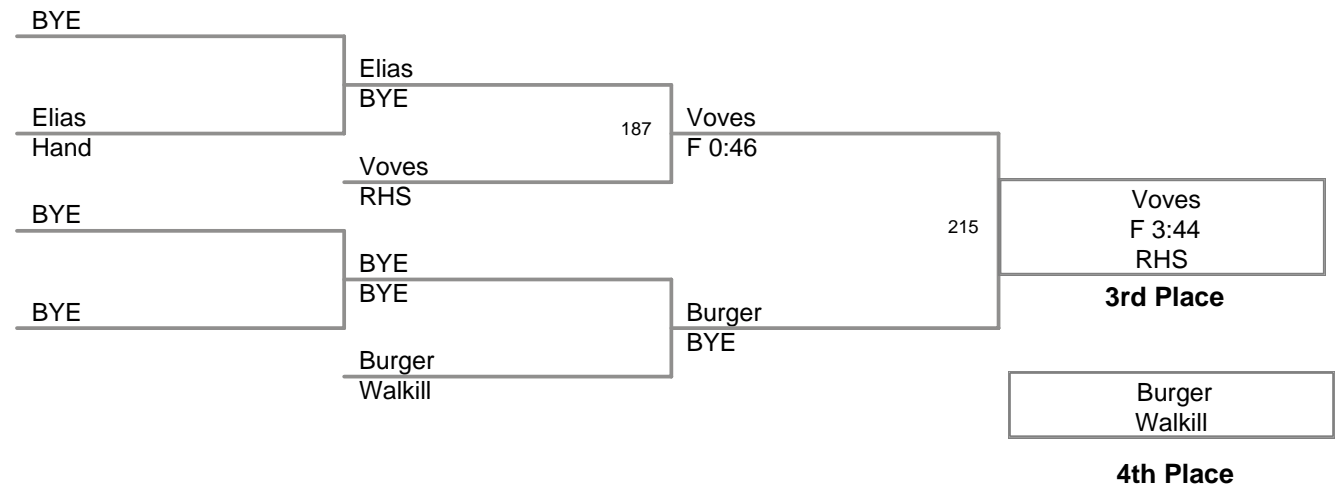 BYE
Elias
BYE
Elias
Hand
187
Voves
F 0:46
Voves
RHS
BYE
215
Voves
F 3:44
RHS
BYE
BYE
3rd Place
BYE
Burger
BYE
Burger
Walkill
Burger
Walkill
4th Place